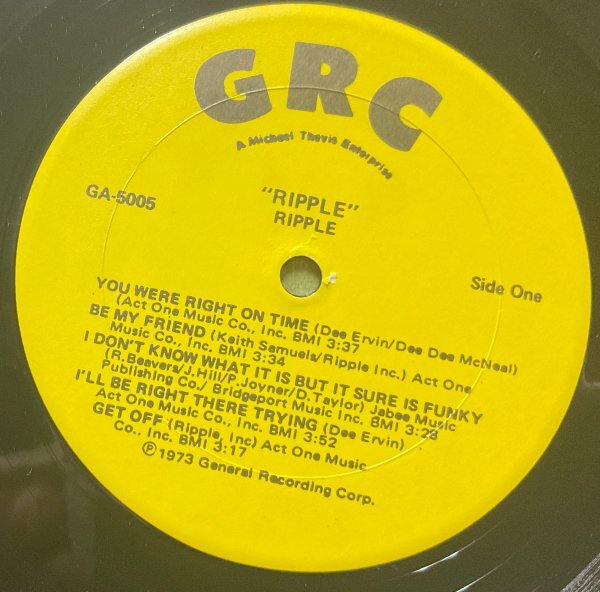 GRC
A Michael Thevis Enterprise
GA-5005
"RIPPLE"
RIPPLE
Side One
YOU WERE RIGHT ON TIME (Dee Ervin/Dee Dee McNeal)
(Act One Music Co., Inc. BMI 3:37
BE MY FRIEND (Keith Samuels/Ripple Inc.) Act One
Music Co., Inc. BMI 3:34
I DON'T KNOW WHAT IT IS BUT IT SURE IS FUNKY
(R.Beavers/J.Hill/P.Joyner/D.Taylor) Jabee Music
Publishing Co./ Bridgeport Music Inc. BMI 3:28
I'LL BE RIGHT THERE TRYING (Dee Ervin)
Act One Music Co., Inc. BMI 3:52
GET OFF (Ripple, Inc) Act One Music
Co., Inc. BMI 3:17
℗1973 General Recording Corp.